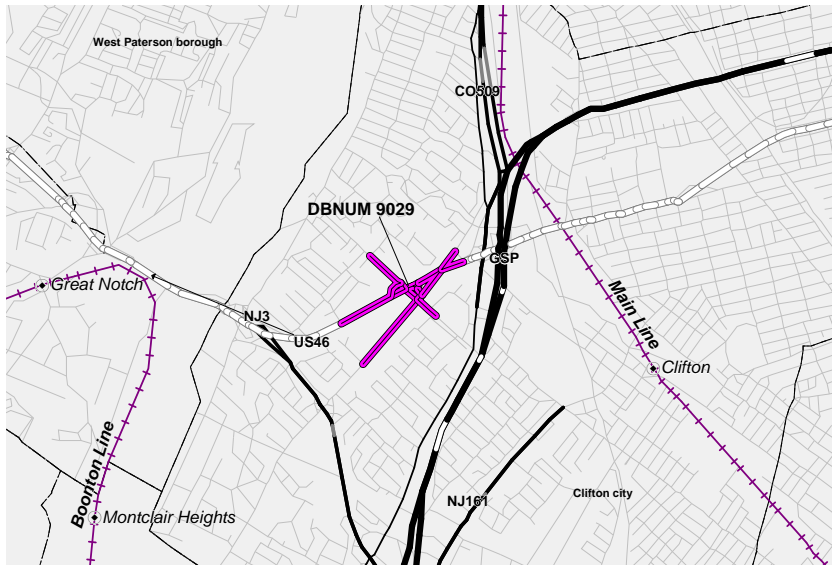 West Paterson borough
CO509
DBNUM 9029
GSP
Great Notch
NJ3
US46
Main Line
Clifton
Boonton Line
NJ161
Clifton city
Montclair Heights